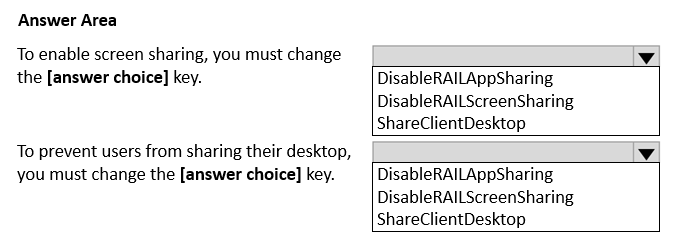 Answer Area
To enable screen sharing, you must change
the [answer choice] key.
DisableRAILAppSharing
DisableRAILScreenSharing
ShareClientDesktop
To prevent users from sharing their desktop,
you must change the [answer choice] key.
DisableRAILAppSharing
DisableRAILScreenSharing
ShareClientDesktop